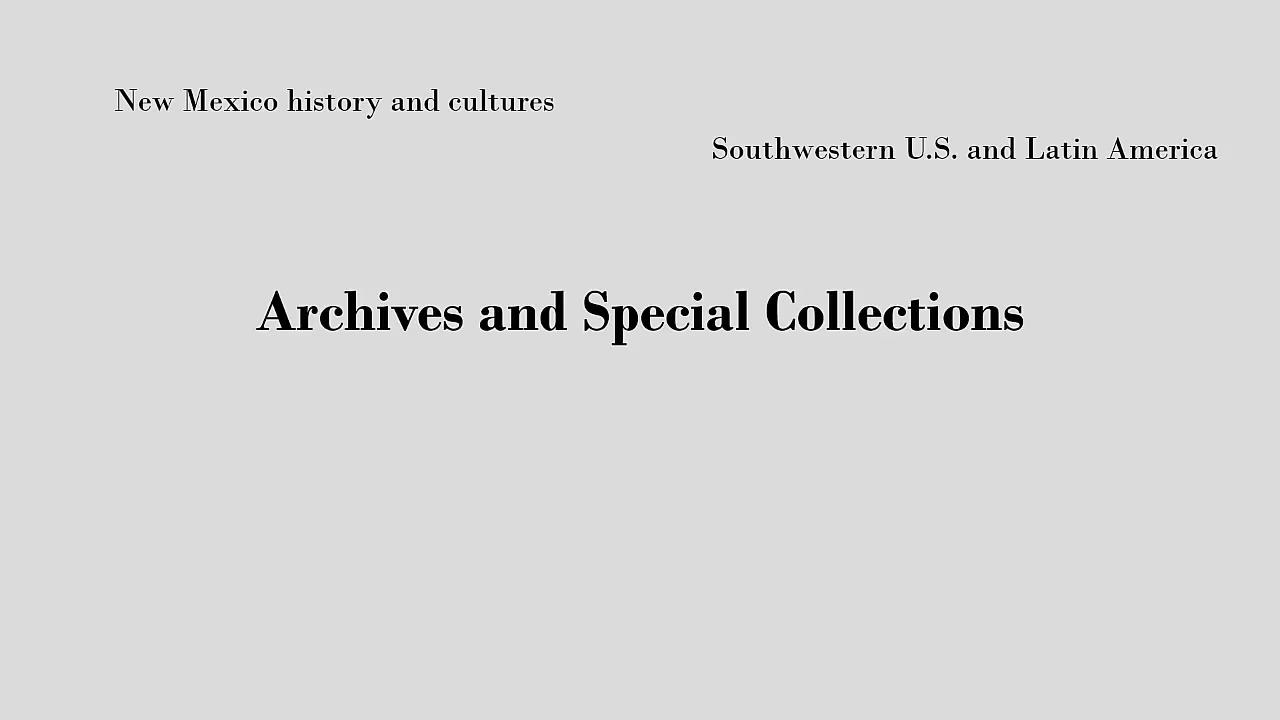 New Mexico history and cultures
Southwestern U.S. and Latin America
Archives and Special Collections